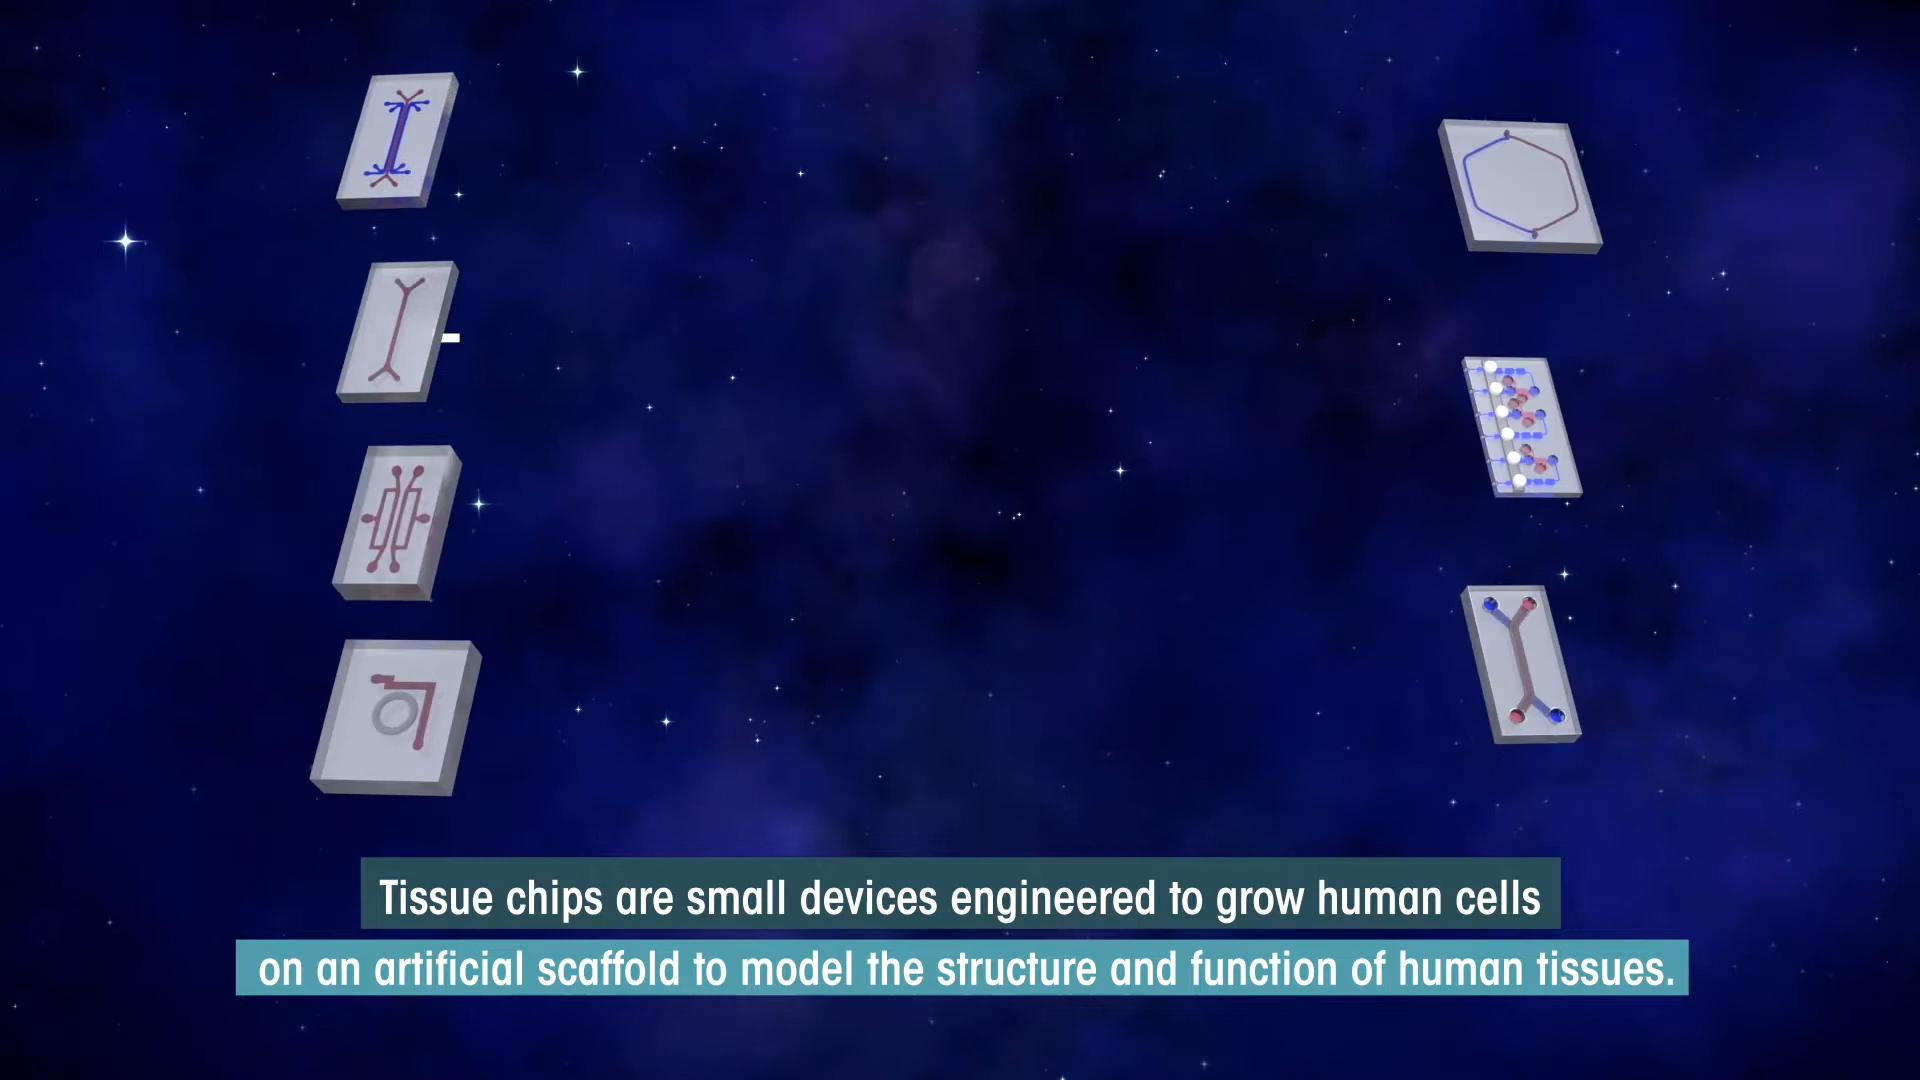 Tissue chips are small devices engineered to grow human cells
on an artificial scaffold to model the structure and function of human tissues.